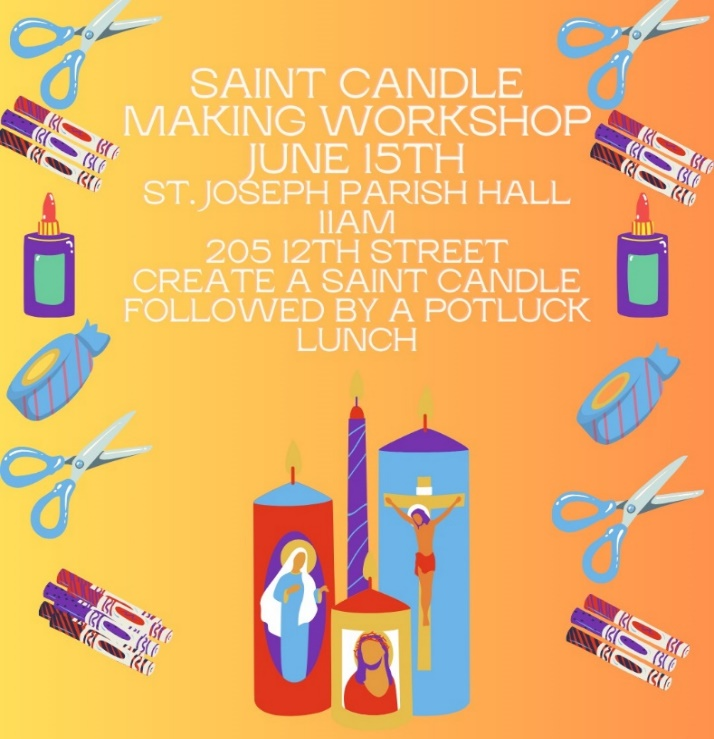 SAINT CANDLE
MAKING WORKSHOP
JUNE 15TH
ST. JOSEPH PARISH HALL
11AM
205 12TH STREET
CREATE A SAINT CANDLE
FOLLOWED BY A POTLUCK
LUNCH